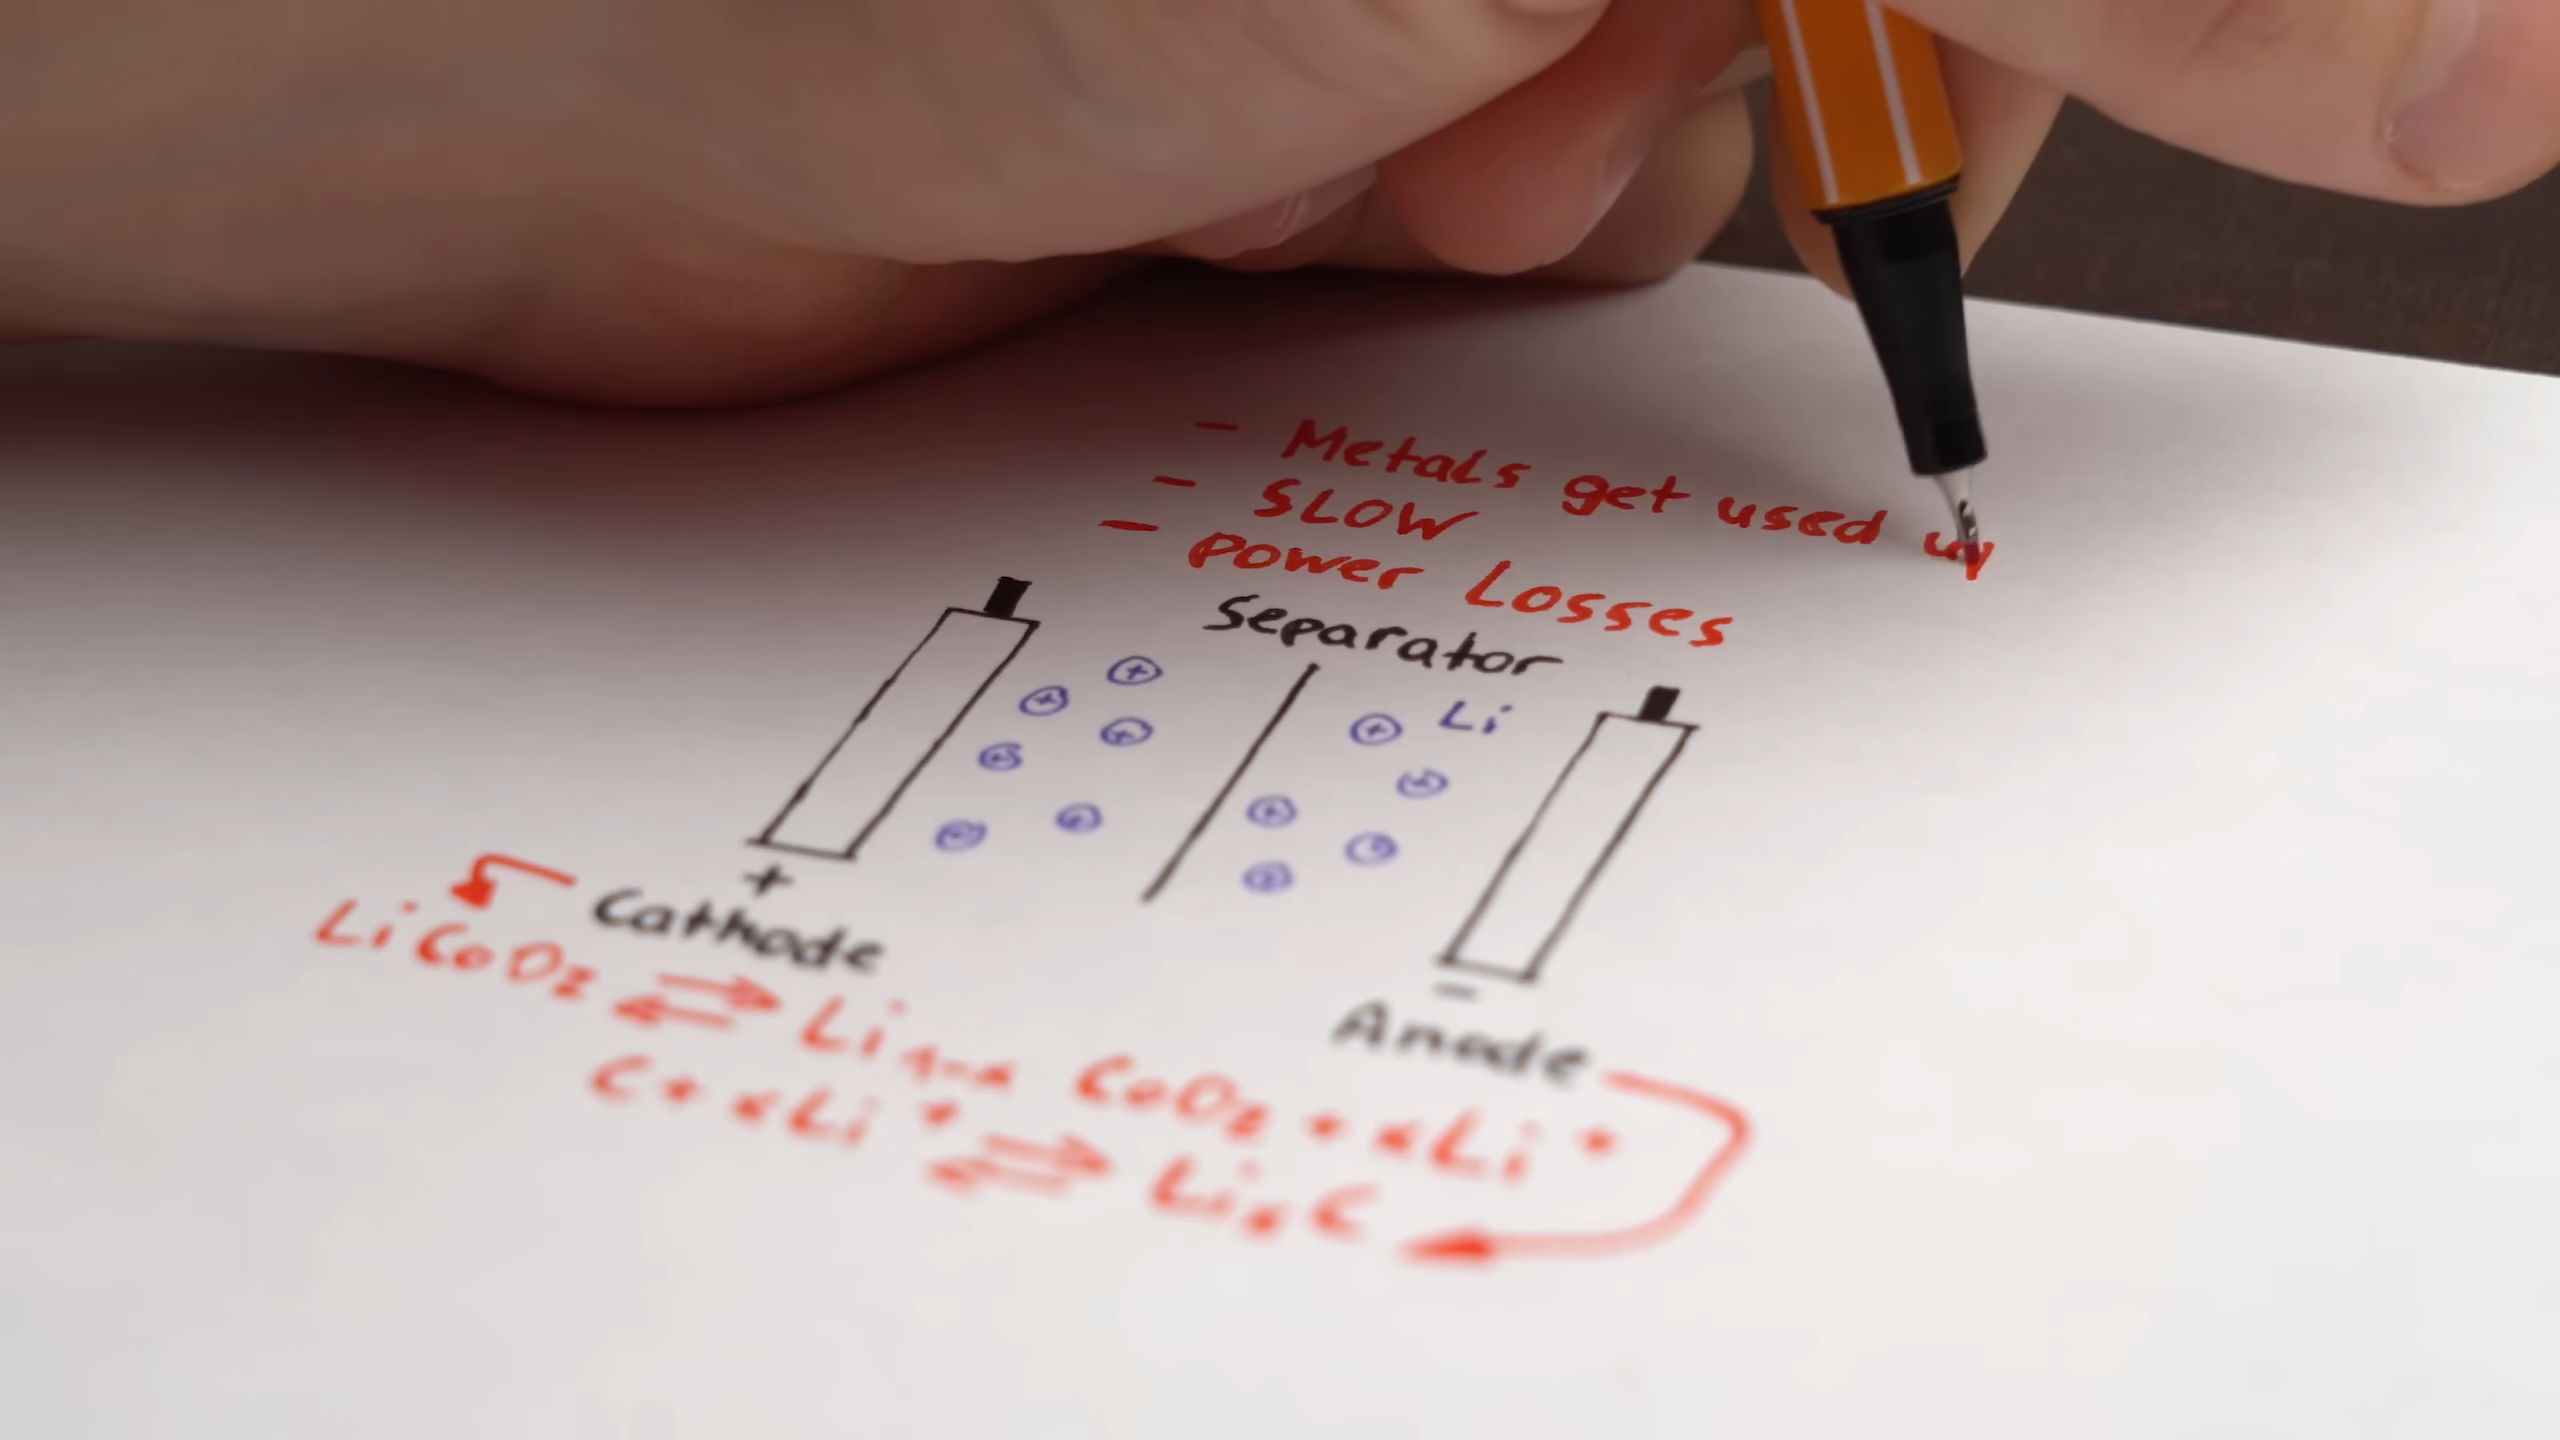 - Metals get used up
- SLOW
- Power Losses
Separator
Li
+
Cathode
-
Anode
LiCoO2 ⇌ Li1-x CoO2 + xLi+
C + xLi+ ⇌ LixC